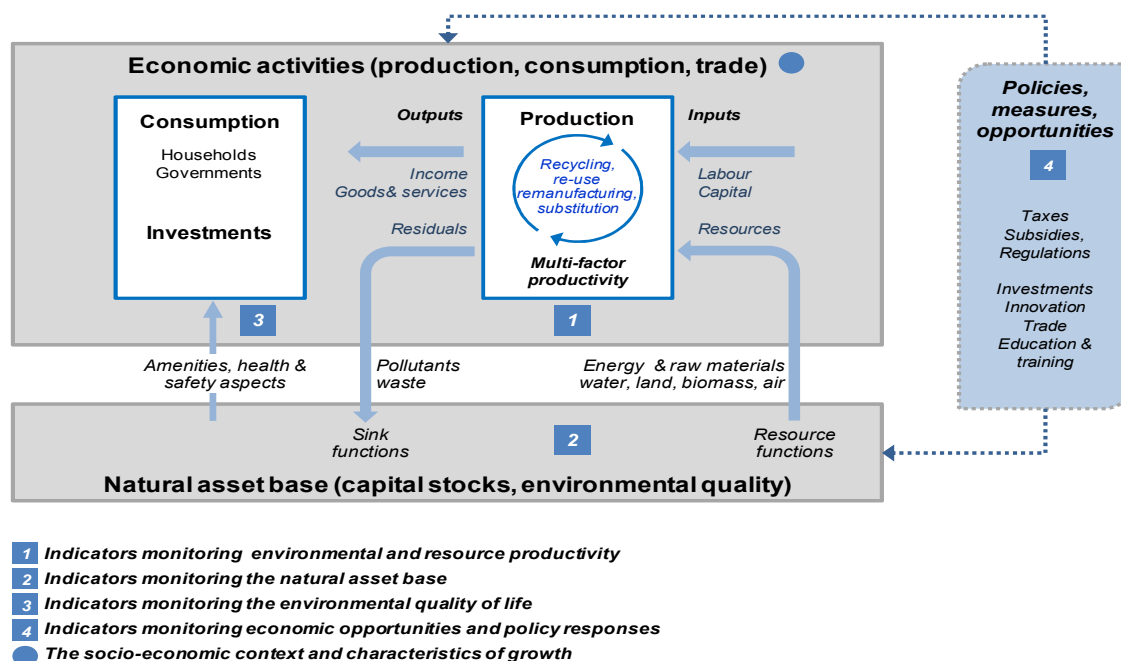 Economic activities (production, consumption, trade)
Consumption
Households
Governments
Investments
Outputs
Income
Goods& services
Residuals
Production
Recycling,
re-use
remanufacturing,
substitution
Multi-factor
productivity
Inputs
Labour
Capital
Resources
3
1
Policies,
measures,
opportunities
4
Taxes
Subsidies,
Regulations
Investments
Innovation
Trade
Education &
training
Amenities, health &
safety aspects
Pollutants
waste
Energy & raw materials
water, land, biomass, air
Sink
functions
2
Resource
functions
Natural asset base (capital stocks, environmental quality)
1 Indicators monitoring environmental and resource productivity
2 Indicators monitoring the natural asset base
3 Indicators monitoring the environmental quality of life
4 Indicators monitoring economic opportunities and policy responses
The socio-economic context and characteristics of growth